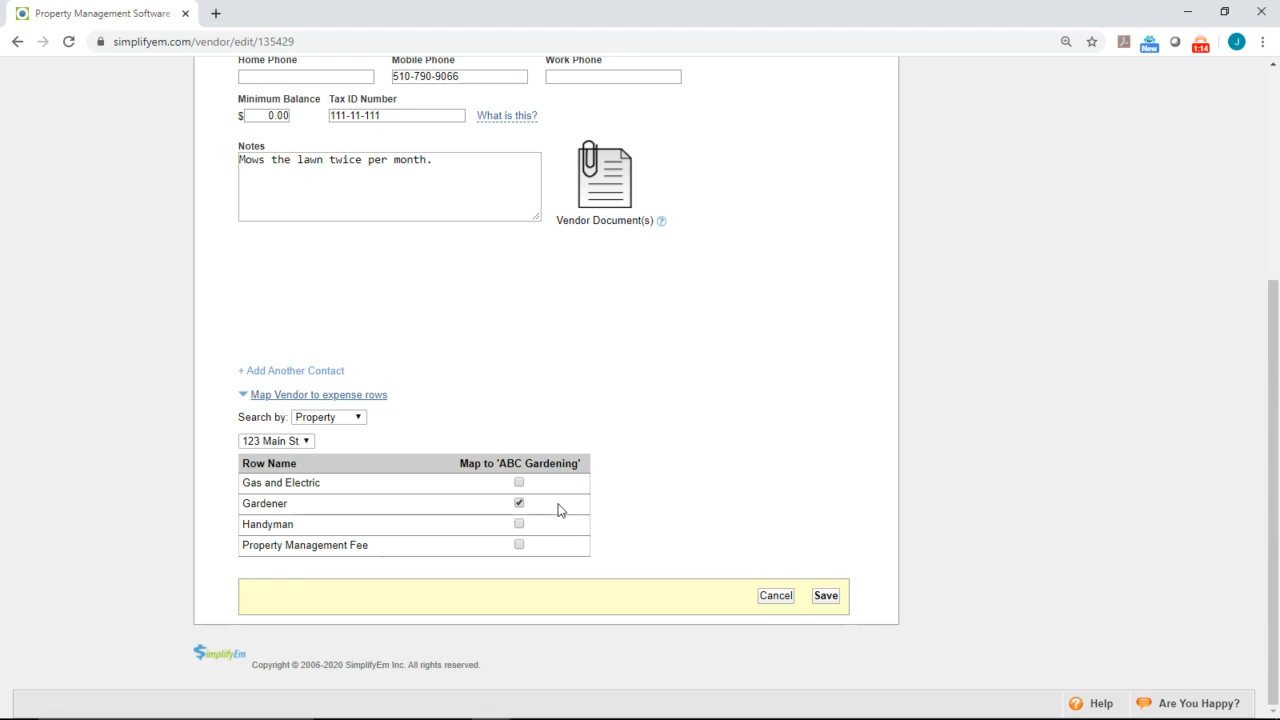 Property Management Software
simplifyem.com/vendor/edit/135429
New
1:14
J
Home Phone Mobile Phone Work Phone
510-790-9066
Minimum Balance Tax ID Number
$ 0.00 111-11-111 What is this?
Notes
Mows the lawn twice per month.
Vendor Document(s) ?
+ Add Another Contact
Map Vendor to expense rows
Search by: Property
123 Main St
Row Name Map to 'ABC Gardening'
Gas and Electric
Gardener
Handyman
Property Management Fee
Cancel Save
SimplifyEm
Copyright © 2006-2020 SimplifyEm Inc. All rights reserved.
? Help Are You Happy?